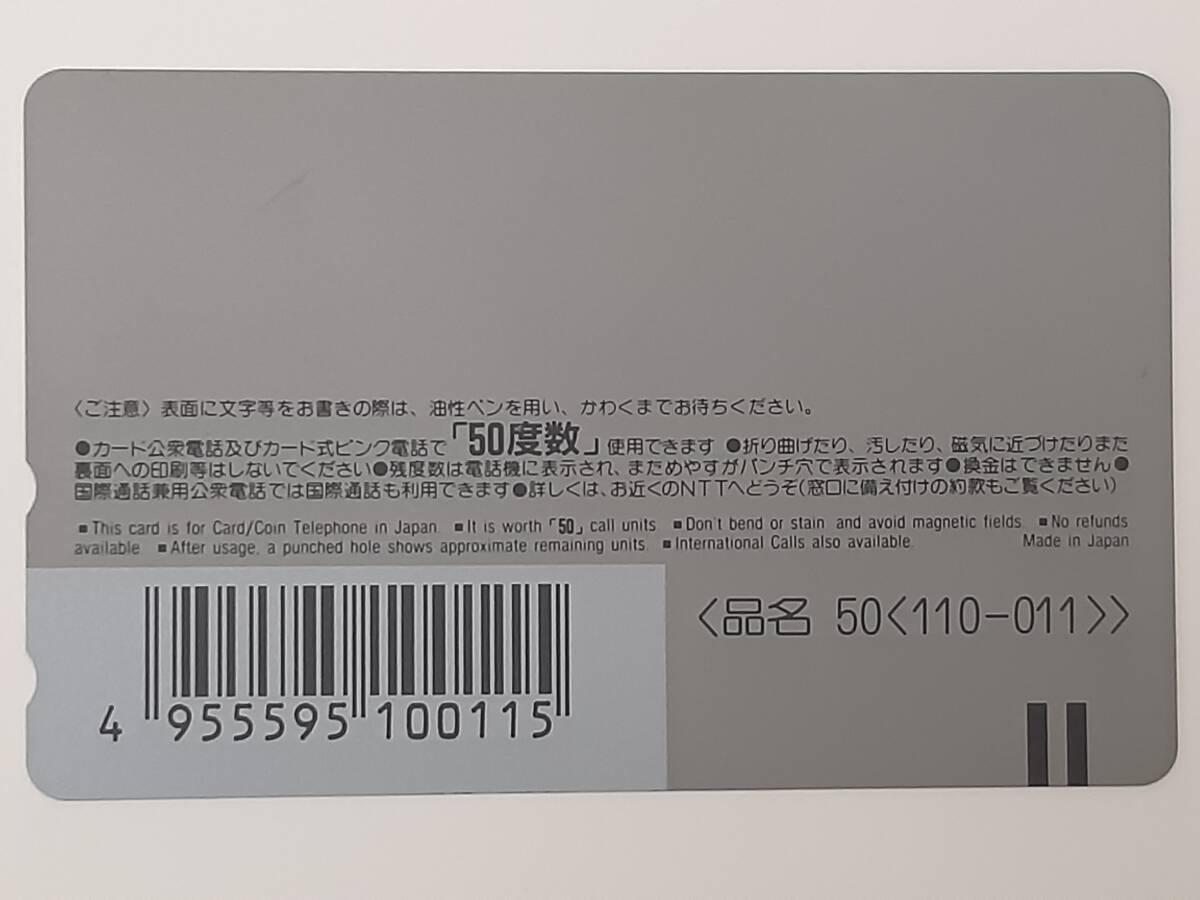 〈ご注意〉表面に文字等をお書きの際は、油性ペンを用い、かわくまでお待ちください。
●カード公衆電話及びカード式ピンク電話で「50度数」使用できます ●折り曲げたり、汚したり、磁気に近づけたりまた
裏面への印刷等はしないでください●残度数は電話機に表示され、まためやすがパンチ穴で表示されます●換金はできません●
国際通話兼用公衆電話では国際通話も利用できます●詳しくは、お近くのNTTへどうぞ(窓口に備え付けの約款もご覧ください)
■This card is for Card/Coin Telephone in Japan. ■It is worth「50」call units. ■Don't bend or stain and avoid magnetic fields. ■No refunds
available. ■After usage, a punched hole shows approximate remaining units. ■International Calls also available. Made in Japan
〈品名 50〈110-011〉〉
4 955595 100115